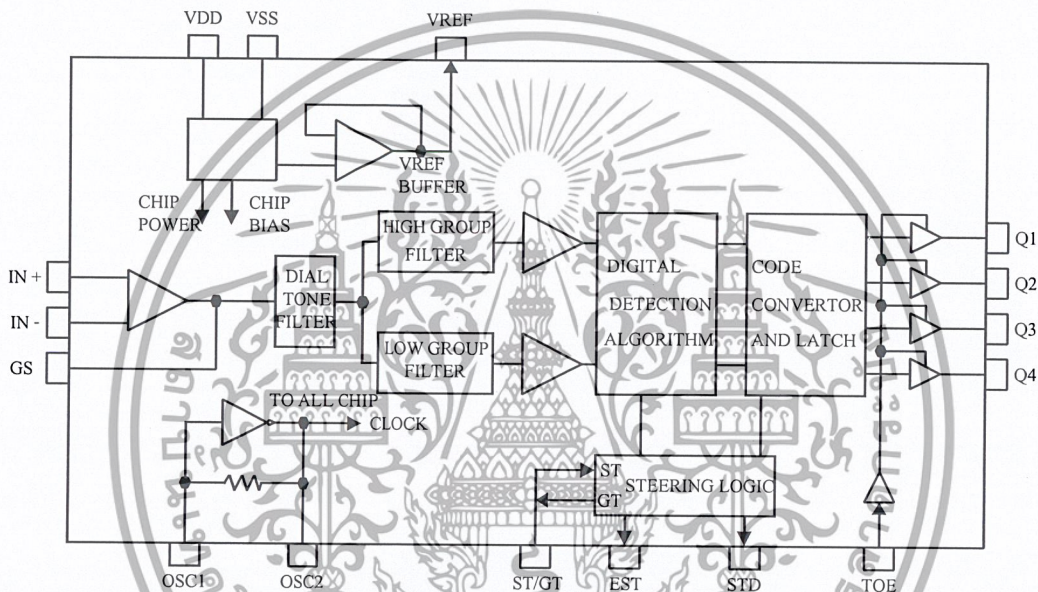 VDD VSS VREF
VREF
BUFFER
CHIP
POWER
CHIP
BIAS
HIGH GROUP
FILTER
IN +
DIAL
TONE
FILTER
DIGITAL
DETECTION
ALGORITHM
CODE
CONVERTOR
AND LATCH
Q1
Q2
Q3
Q4
IN -
GS
LOW GROUP
FILTER
TO ALL CHIP
CLOCK
ST
GT
STEERING LOGIC
OSC1 OSC2 ST/GT EST STD TOE